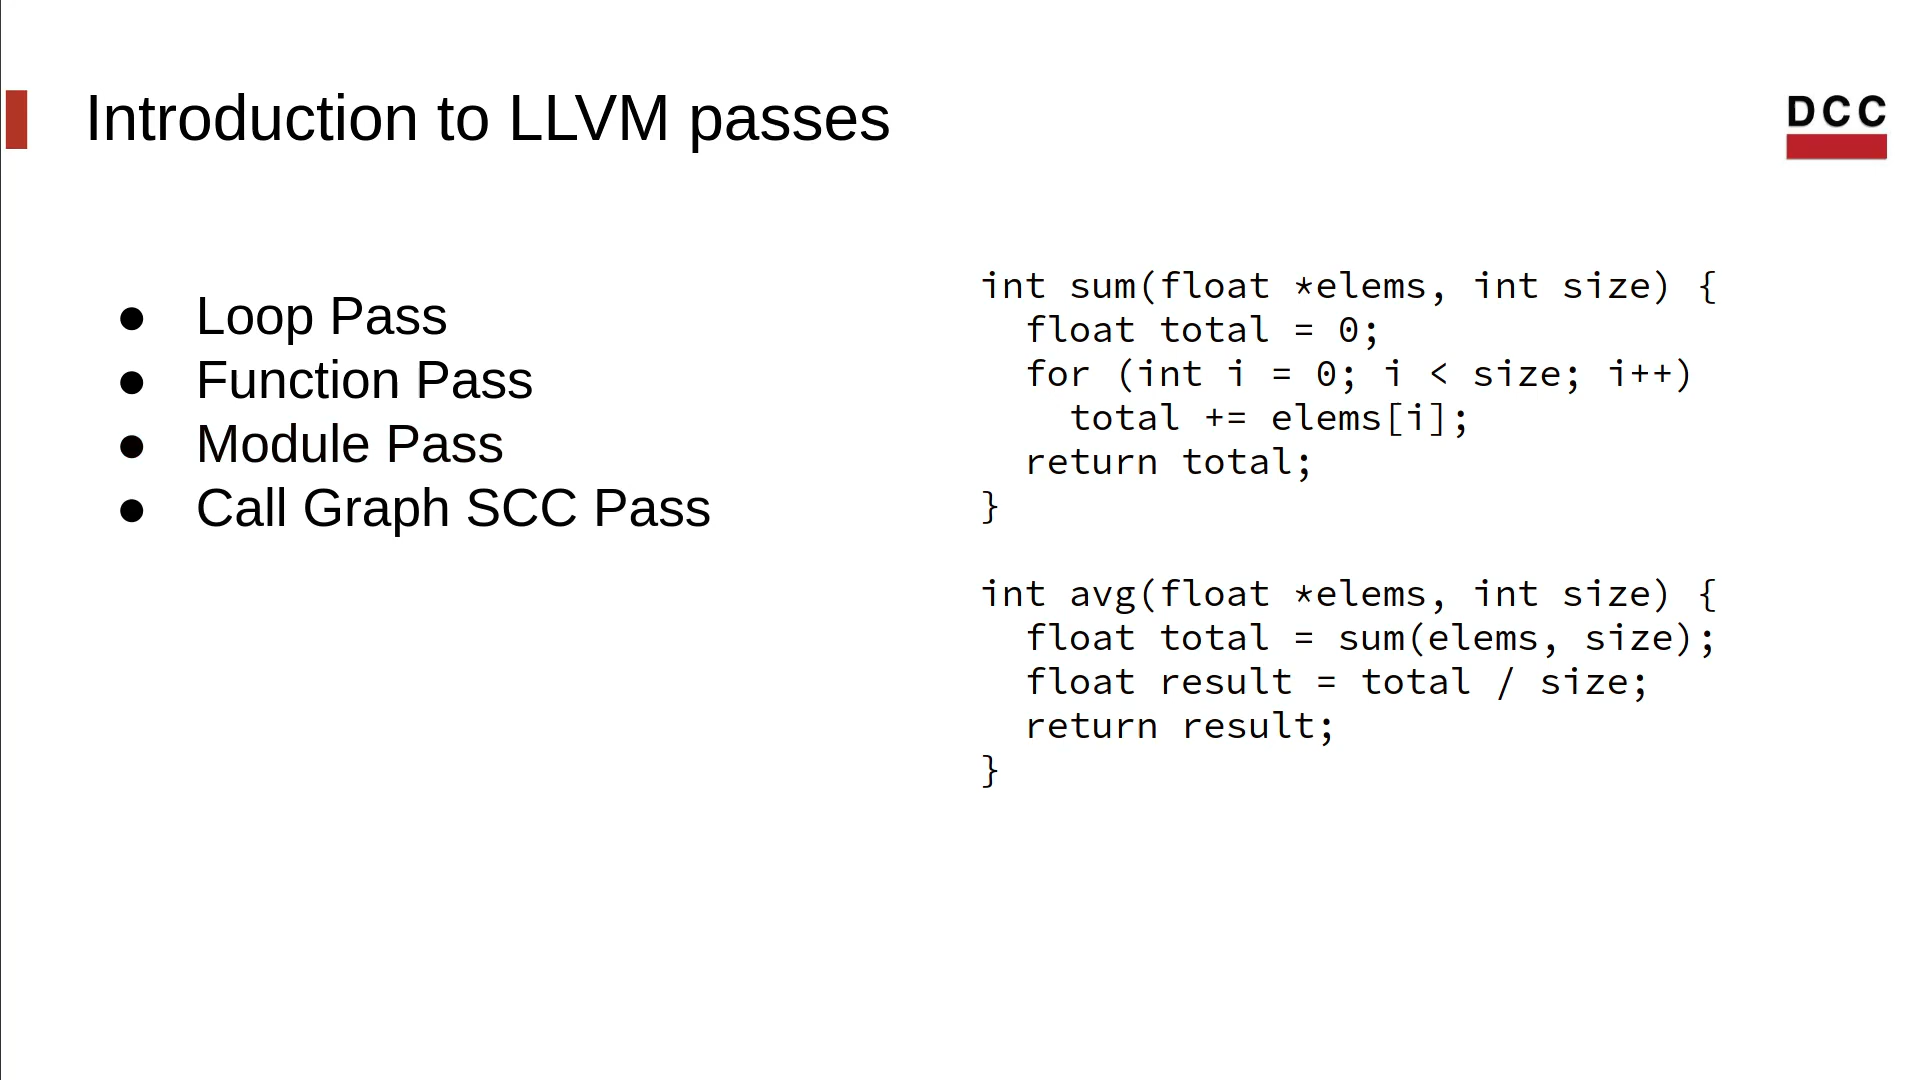 Introduction to LLVM passes
DCC
● Loop Pass
● Function Pass
● Module Pass
● Call Graph SCC Pass
int sum(float *elems, int size) {
  float total = 0;
  for (int i = 0; i < size; i++)
    total += elems[i];
  return total;
}
int avg(float *elems, int size) {
  float total = sum(elems, size);
  float result = total / size;
  return result;
}